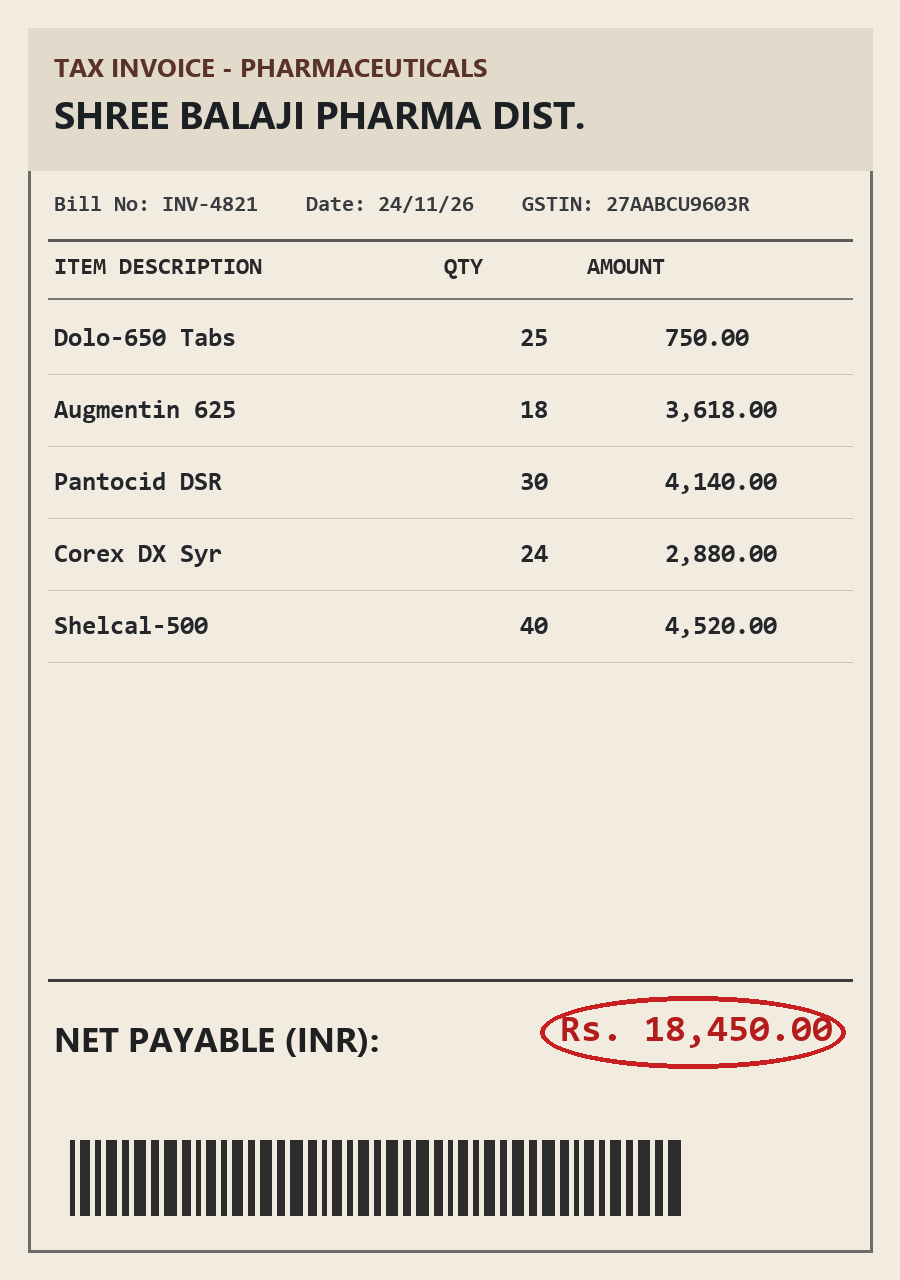 TAX INVOICE - PHARMACEUTICALS
SHREE BALAJI PHARMA DIST.
Bill No: INV-4821    Date: 24/11/26    GSTIN: 27AABCU9603R
ITEM DESCRIPTION    QTY    AMOUNT
Dolo-650 Tabs    25    750.00
Augmentin 625    18    3,618.00
Pantocid DSR    30    4,140.00
Corex DX Syr    24    2,880.00
Shelcal-500    40    4,520.00
NET PAYABLE (INR):    Rs. 18,450.00